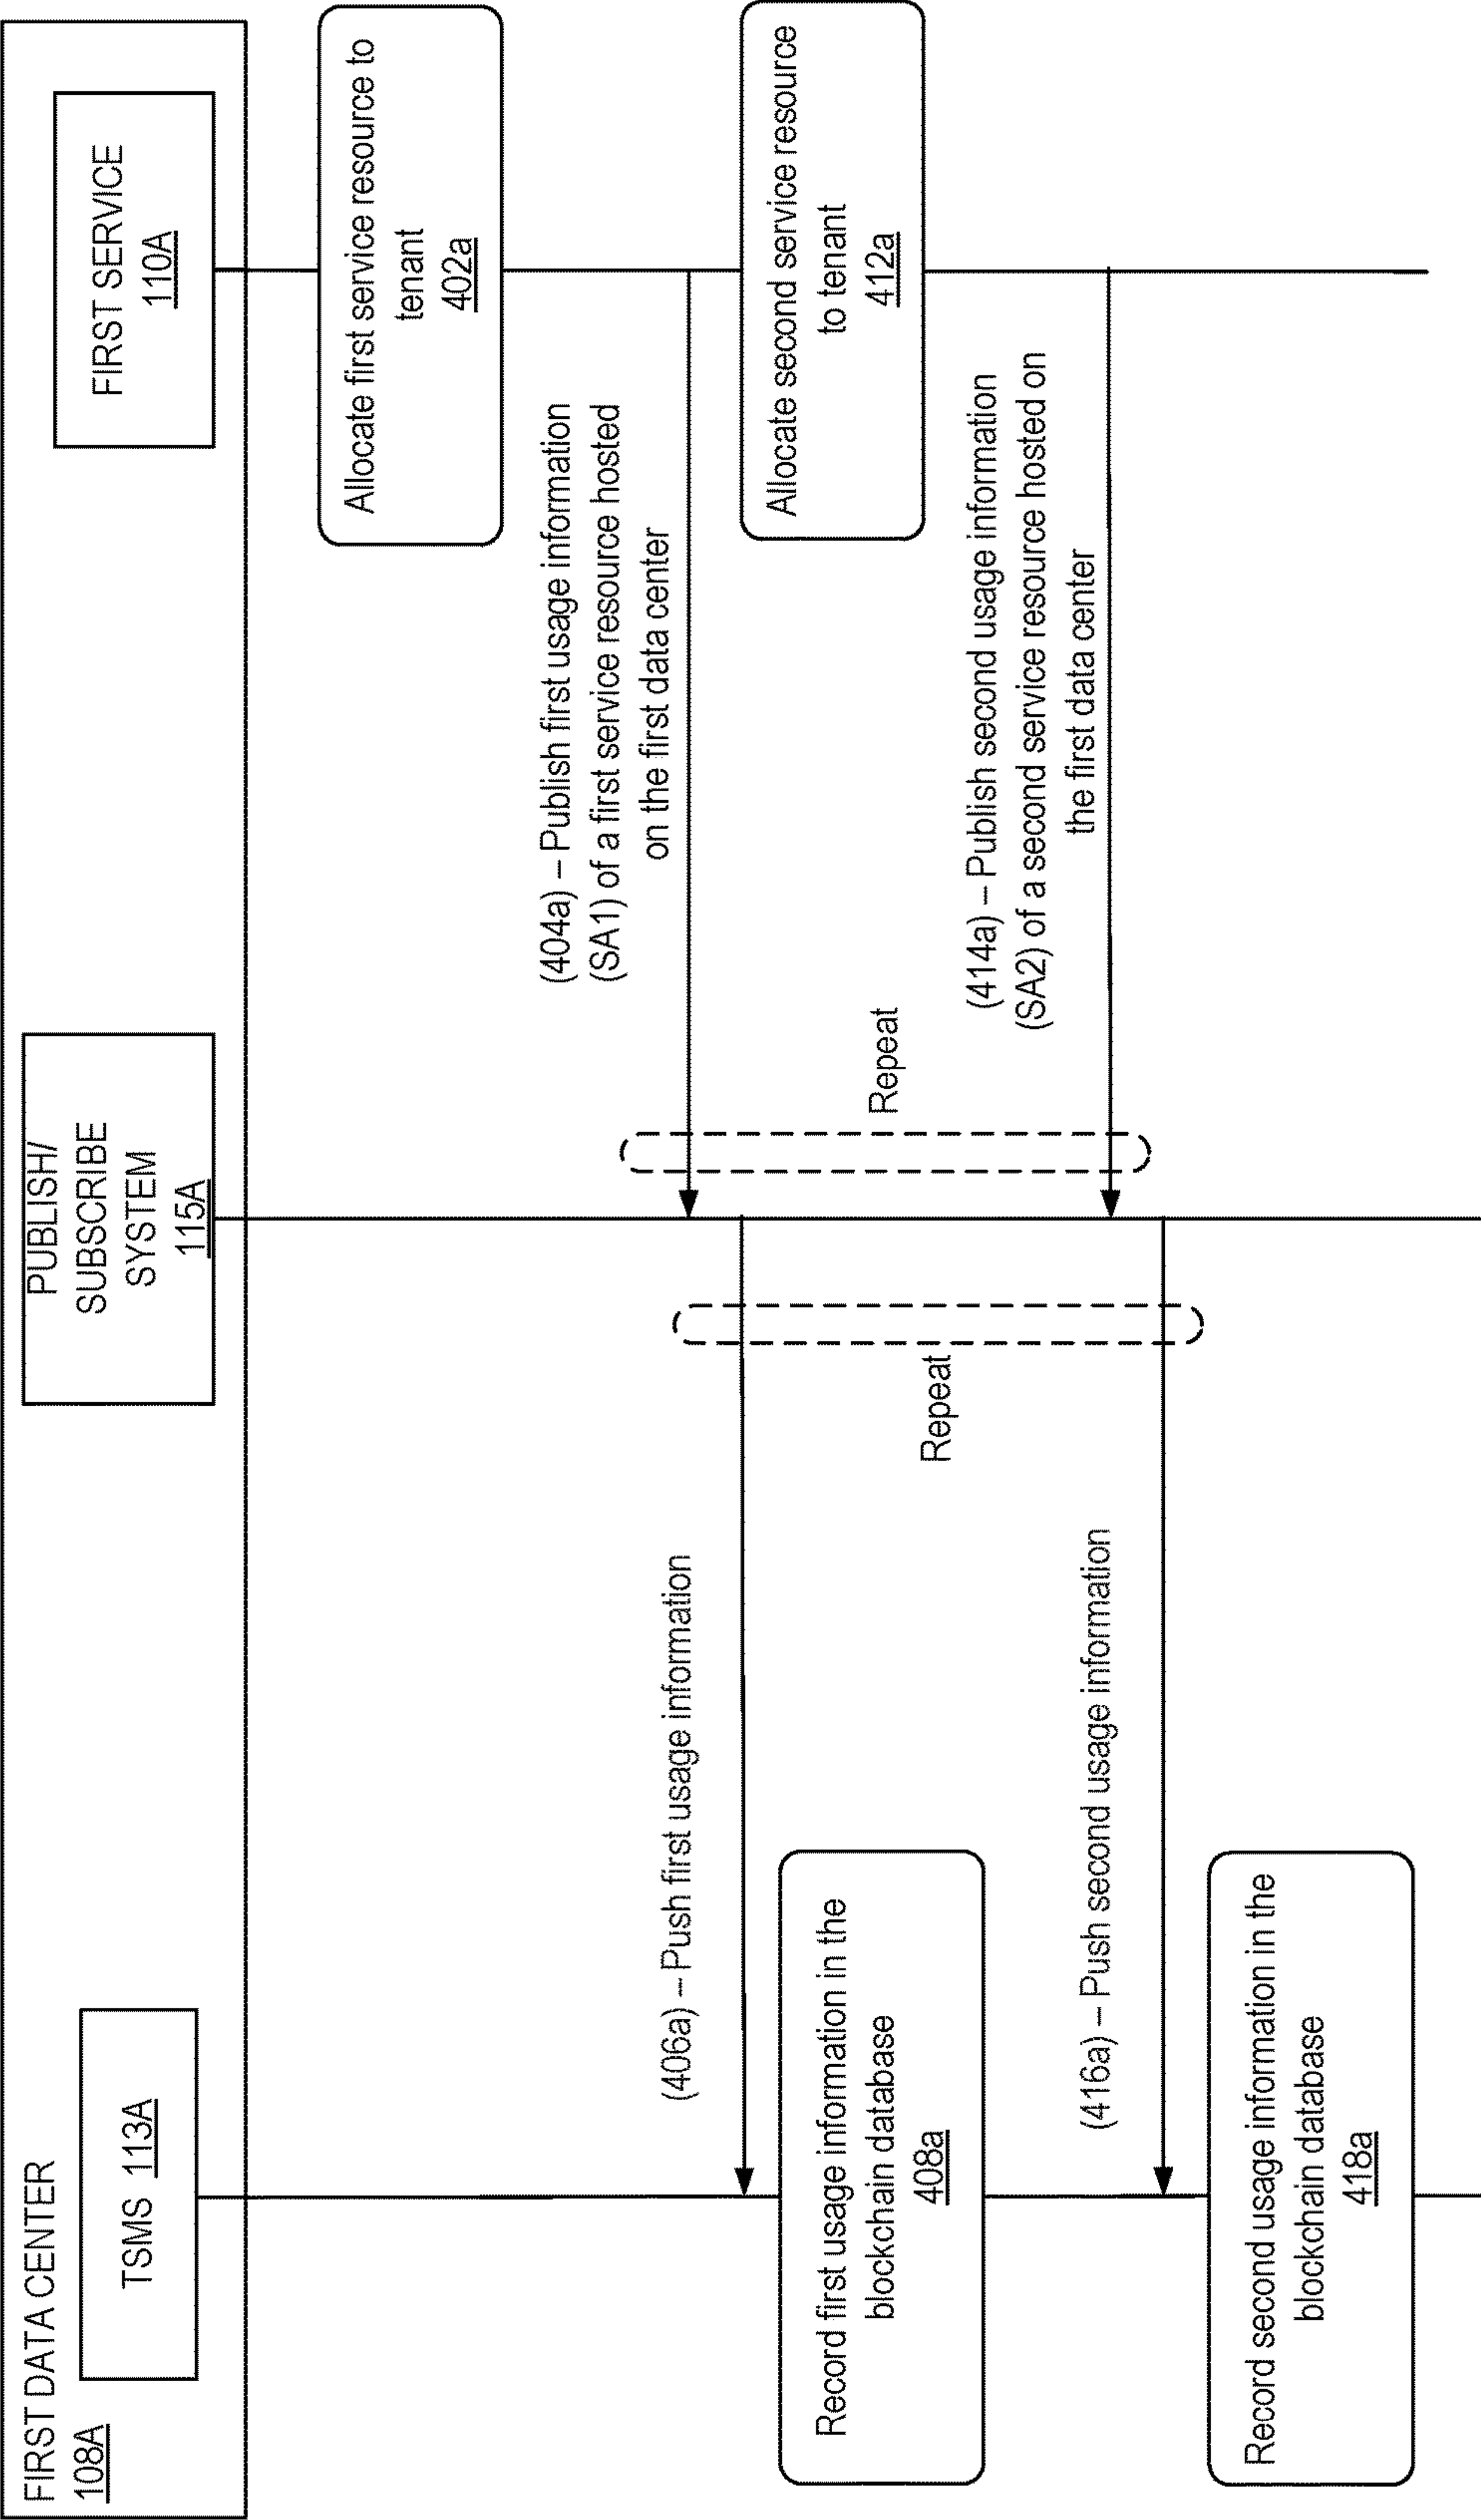 FIRST DATA CENTER
108A
TSMS 113A
PUBLISH/
SUBSCRIBE
SYSTEM
115A
FIRST SERVICE
110A
Allocate first service resource to
tenant
402a
(404a) – Publish first usage information
(SA1) of a first service resource hosted
on the first data center
(406a) – Push first usage information
Record first usage information in the
blockchain database
408a
Repeat
Repeat
Allocate second service resource
to tenant
412a
(414a) – Publish second usage information
(SA2) of a second service resource hosted on
the first data center
(416a) – Push second usage information
Record second usage information in the
blockchain database
418a